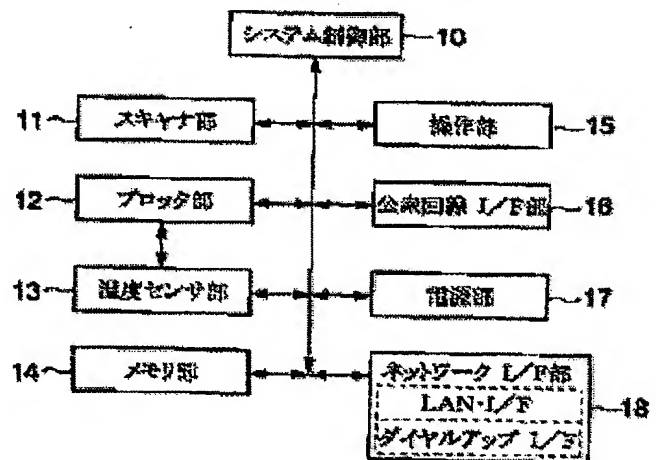 システム制御部 10
11 スキャナ部
操作部 15
12 プロッタ部
公衆回線 I/F部 16
13 温度センサ部
電源部 17
14 メモリ部
ネットワーク I/F部
LAN・I/F
ダイヤルアップ I/F
18